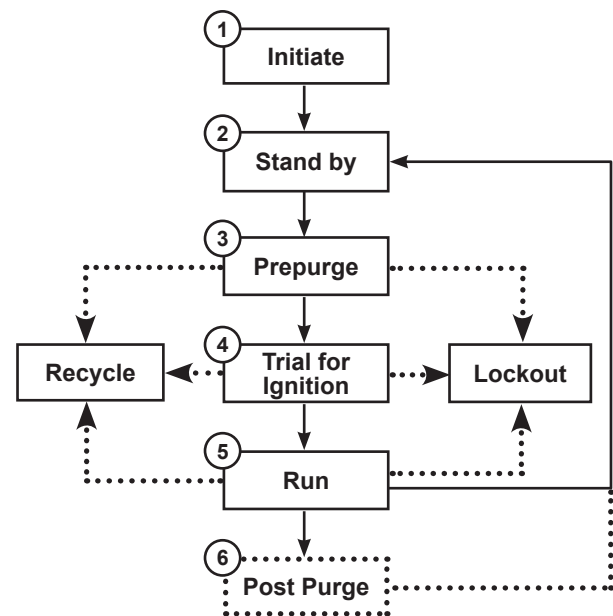 1
Initiate
2
Stand by
3
Prepurge
4
Trial for
Ignition
Recycle
Lockout
5
Run
6
Post Purge